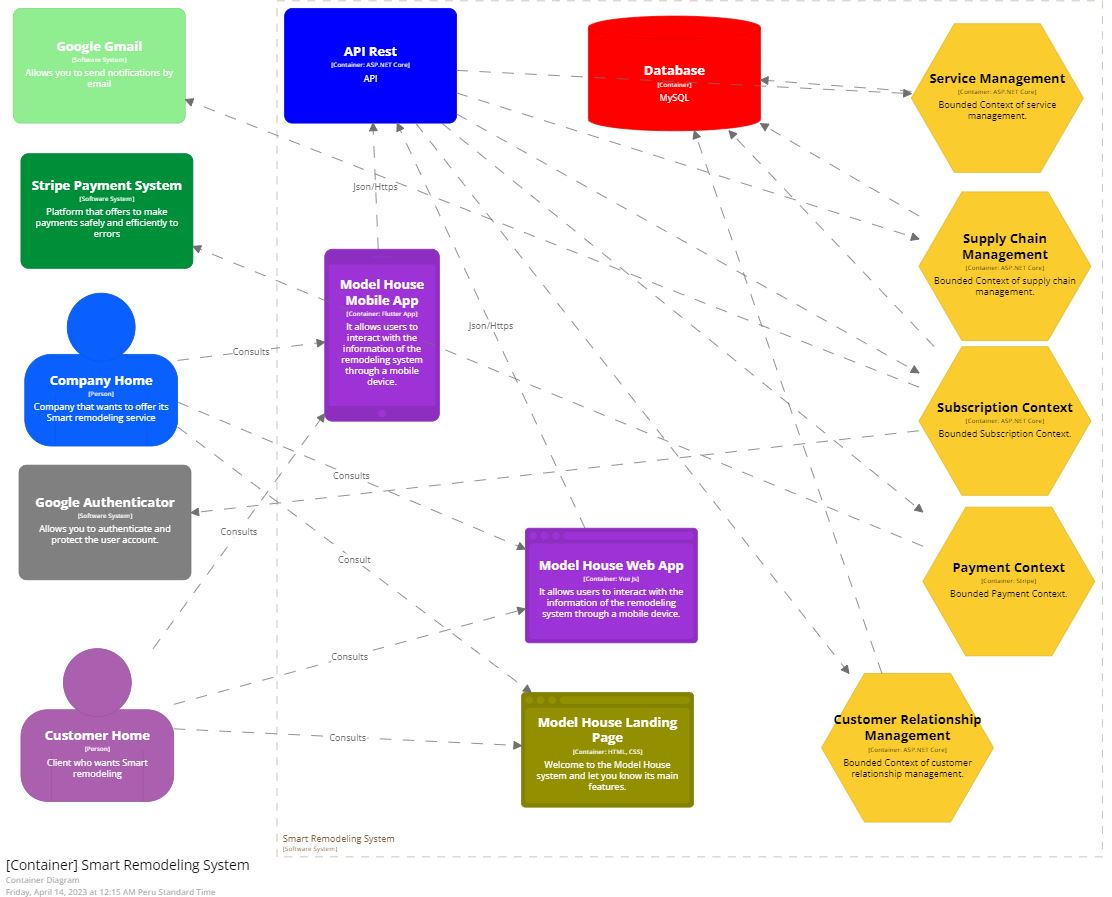 Google Gmail
[Software System]
Allows you to send notifications by
email
API Rest
[Container: ASP.NET Core]
API
Database
[Container]
MySQL
Service Management
[Container: ASP.NET Core]
Bounded Context of service
management.
Stripe Payment System
[Software System]
Platform that offers to make
payments safely and efficiently to
errors
Json/Https
Supply Chain
Management
[Container: ASP.NET Core]
Bounded Context of supply chain
management.
Model House
Mobile App
[Container: Flutter App]
It allows users to
interact with the
information of the
remodeling system
through a mobile
device.
Json/Https
Consults
Company Home
[Person]
Company that wants to offer its
Smart remodeling service
Subscription Context
[Container: ASP.NET Core]
Bounded Subscription Context.
Consults
Google Authenticator
[Software System]
Allows you to authenticate and
protect the user account.
Consults
Consult
Model House Web App
[Container: Vue Js]
It allows users to interact with the
information of the remodeling
system through a mobile device.
Payment Context
[Container: Stripe]
Bounded Payment Context.
Consults
Customer Home
[Person]
Client who wants Smart
remodeling
Consults
Model House Landing
Page
[Container: HTML, CSS]
Welcome to the Model House
system and let you know its main
features.
Customer Relationship
Management
[Container: ASP.NET Core]
Bounded Context of customer
relationship management.
Smart Remodeling System
[Software System]
[Container] Smart Remodeling System
Container Diagram
Friday, April 14, 2023 at 12:15 AM Peru Standard Time